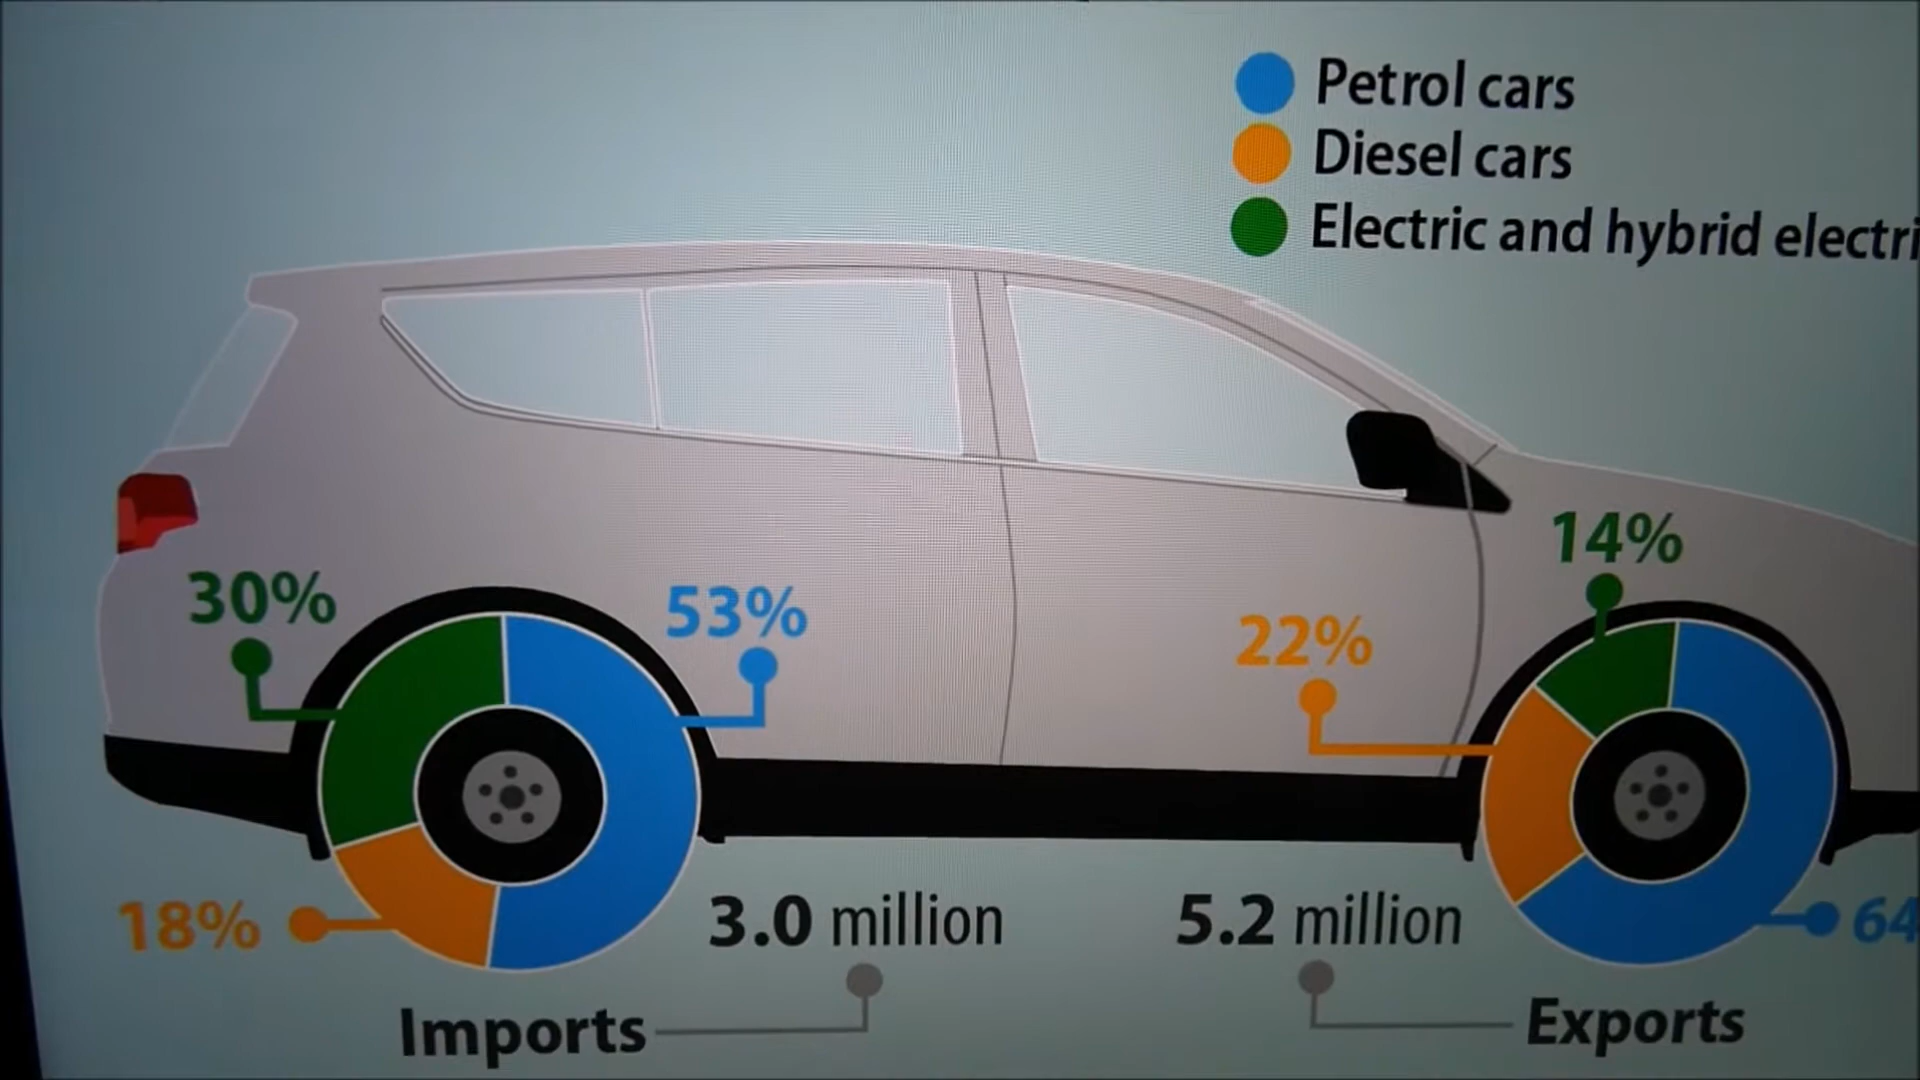 Petrol cars
Diesel cars
Electric and hybrid electri
14%
30%
53%
22%
18%
3.0 million
5.2 million
64
Imports
Exports